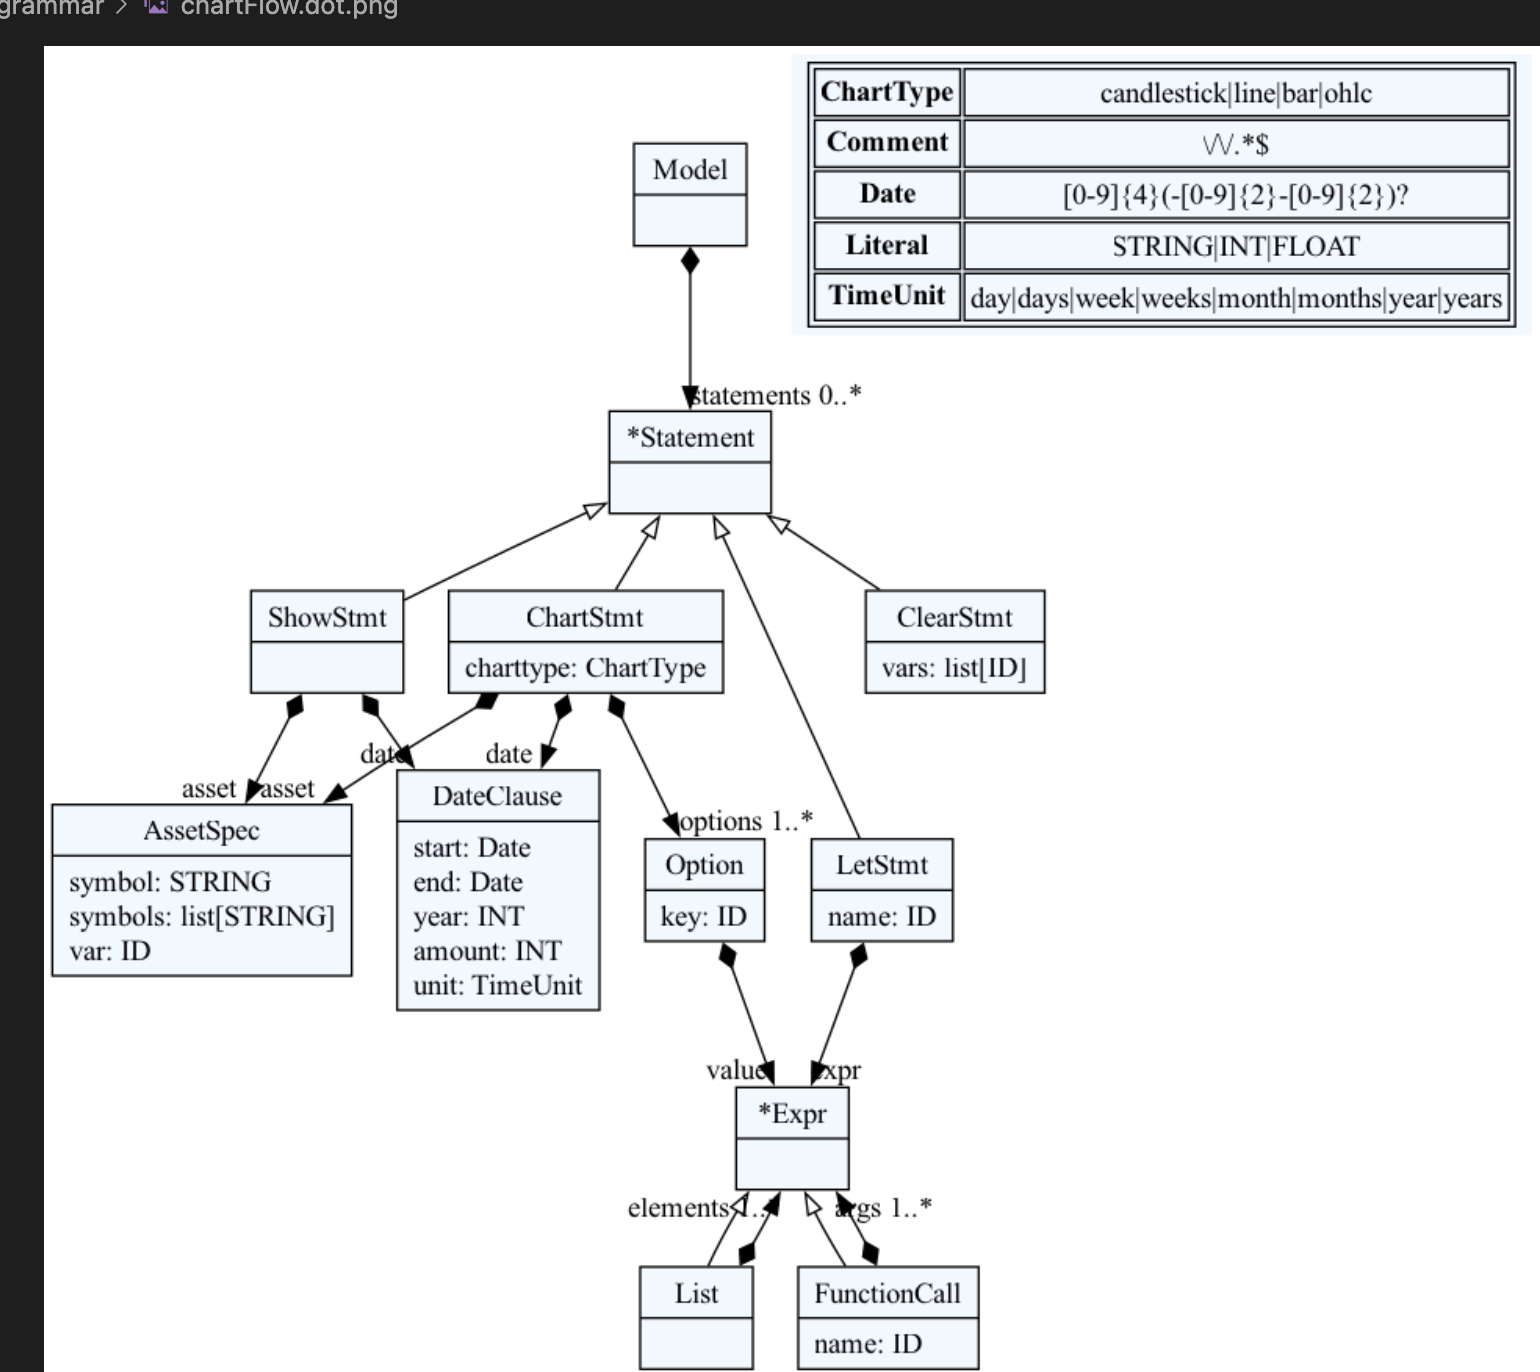 grammar > chartFlow.dot.png
ChartType candlestick|line|bar|ohlc
Comment \/\/.*$
Date [0-9]{4}(-[0-9]{2}-[0-9]{2})?
Literal STRING|INT|FLOAT
TimeUnit day|days|week|weeks|month|months|year|years
Model
statements 0..*
*Statement
ShowStmt
ChartStmt
charttype: ChartType
ClearStmt
vars: list[ID]
date
date
asset
asset
AssetSpec
symbol: STRING
symbols: list[STRING]
var: ID
DateClause
start: Date
end: Date
year: INT
amount: INT
unit: TimeUnit
options 1..*
Option
key: ID
LetStmt
name: ID
value
expr
*Expr
elements 1..*
args 1..*
List
FunctionCall
name: ID